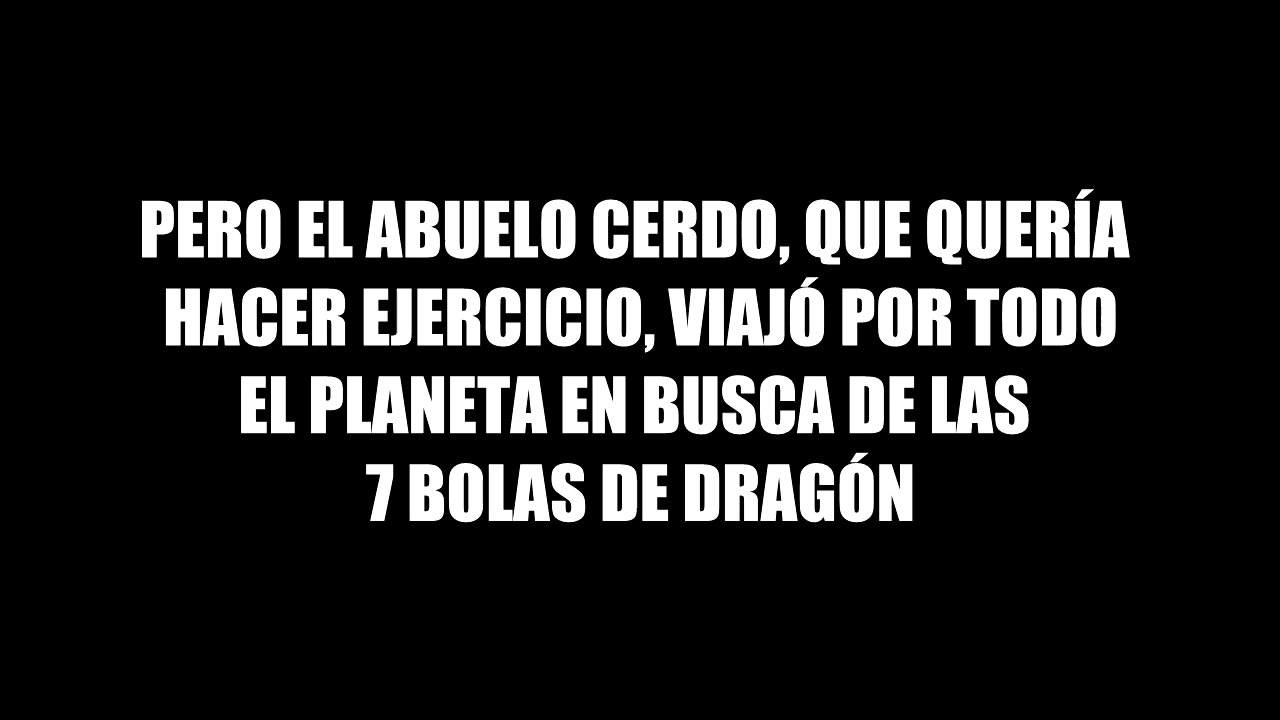 PERO EL ABUELO CERDO, QUE QUERÍA
HACER EJERCICIO, VIAJÓ POR TODO
EL PLANETA EN BUSCA DE LAS
7 BOLAS DE DRAGÓN